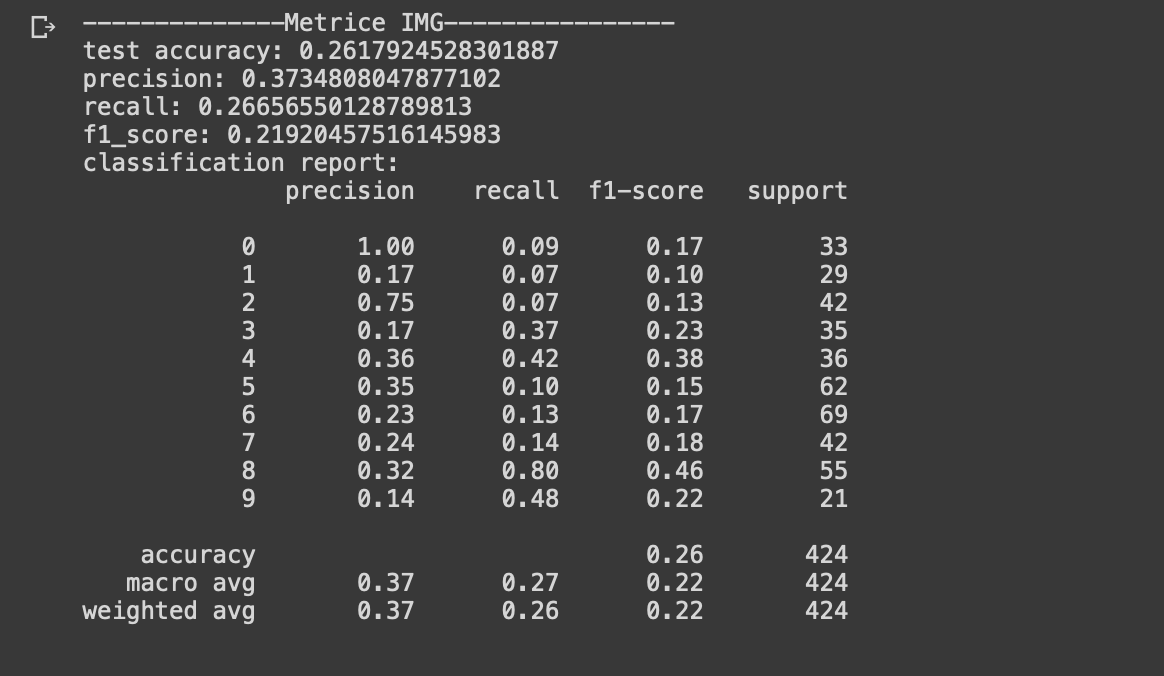 --------------Metrice IMG----------------
test accuracy: 0.2617924528301887
precision: 0.3734808047877102
recall: 0.26656550128789813
f1_score: 0.21920457516145983
classification report:
              precision    recall  f1-score   support

           0       1.00      0.09      0.17        33
           1       0.17      0.07      0.10        29
           2       0.75      0.07      0.13        42
           3       0.17      0.37      0.23        35
           4       0.36      0.42      0.38        36
           5       0.35      0.10      0.15        62
           6       0.23      0.13      0.17        69
           7       0.24      0.14      0.18        42
           8       0.32      0.80      0.46        55
           9       0.14      0.48      0.22        21

    accuracy                           0.26       424
   macro avg       0.37      0.27      0.22       424
weighted avg       0.37      0.26      0.22       424